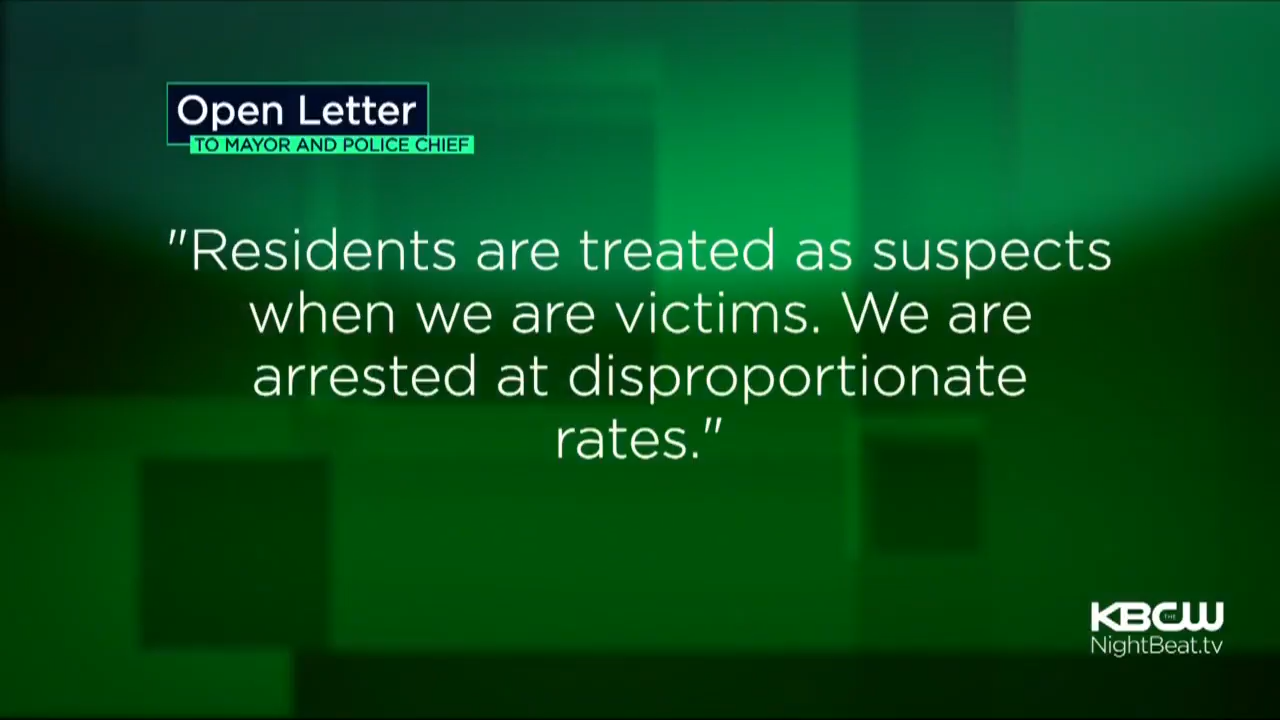 Open Letter
TO MAYOR AND POLICE CHIEF
"Residents are treated as suspects
when we are victims. We are
arrested at disproportionate
rates."
KBCW
THE
NightBeat.tv